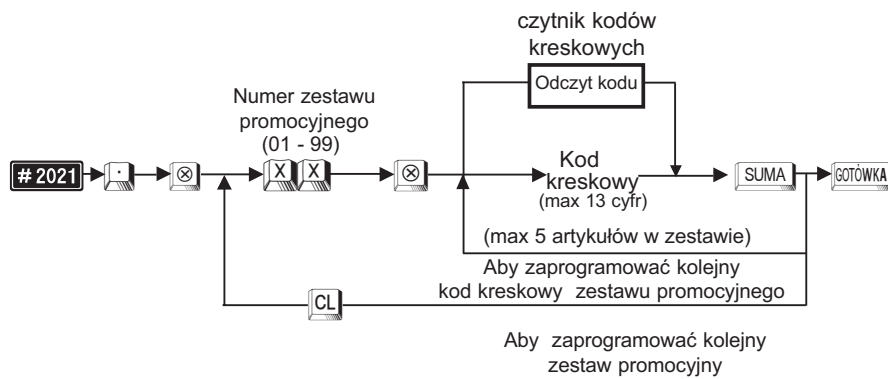 czytnik kodów
kreskowych
Odczyt kodu
Numer zestawu
promocyjnego
(01 - 99)
# 2021
·
⊗
X X
⊗
Kod
kreskowy
(max 13 cyfr)
SUMA
GOTÓWKA
(max 5 artykułów w zestawie)
Aby zaprogramować kolejny
kod kreskowy zestawu promocyjnego
CL
Aby zaprogramować kolejny
zestaw promocyjny